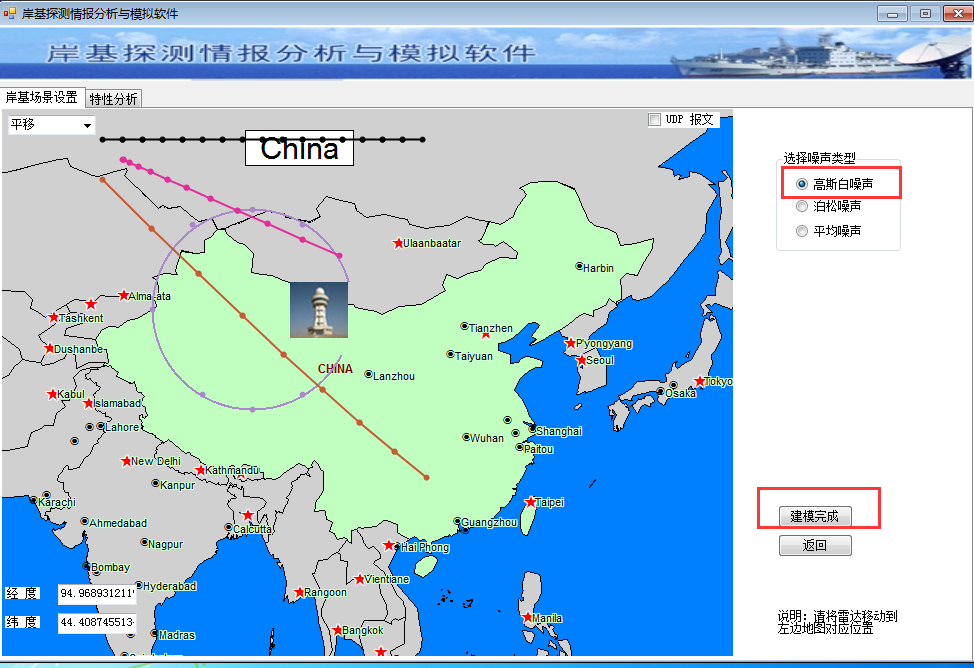 岸基探测情报分析与模拟软件
岸基探测情报分析与模拟软件
岸基场景设置 特性分析
平移
UDP 报文
China
选择噪声类型
高斯白噪声
泊松噪声
平均噪声
Ulaanbaatar
Harbin
Alma-ata
Tashkent
Tianzhen
Dushanbe
P'yongyang
Taiyuan
Seoul
CHINA
Lanzhou
Tokyo
Kabul
Osaka
Islamabad
Lahore
Shanghai
Wuhan
Paitou
New Delhi
Kathmandu
Kanpur
Karachi
Taipei
建模完成
Ahmedabad
Guangzhou
Calcutta
Nagpur
Hai Phong
返回
Bombay
Vientiane
Hyderabad
经 度 94.968931211
Rangoon
纬 度 44.408745513
Manila
Bangkok
Madras
说明：请将雷达移动到
左边地图对应位置